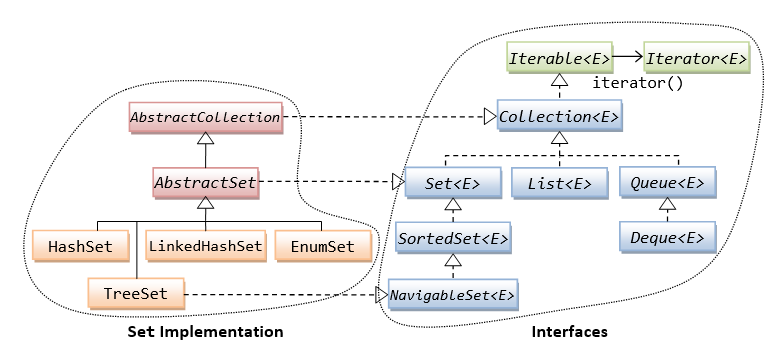 Iterable<E>
Iterator<E>
iterator()
AbstractCollection
Collection<E>
AbstractSet
Set<E>
List<E>
Queue<E>
HashSet
LinkedHashSet
EnumSet
SortedSet<E>
Deque<E>
TreeSet
NavigableSet<E>
Set Implementation
Interfaces